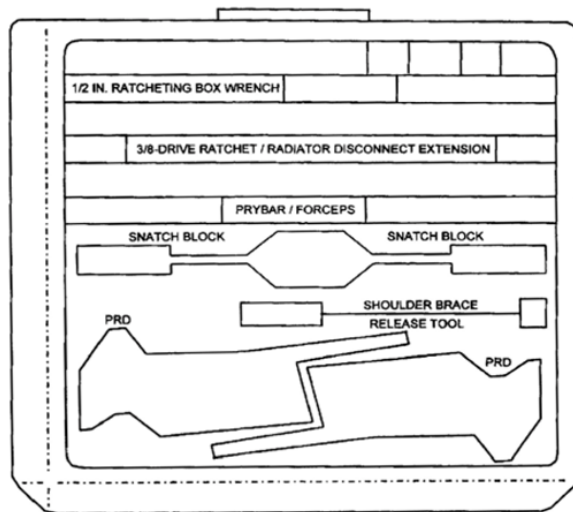 1/2 IN. RATCHETING BOX WRENCH
3/8-DRIVE RATCHET / RADIATOR DISCONNECT EXTENSION
PRYBAR / FORCEPS
SNATCH BLOCK
SNATCH BLOCK
SHOULDER BRACE
RELEASE TOOL
PRD
PRD